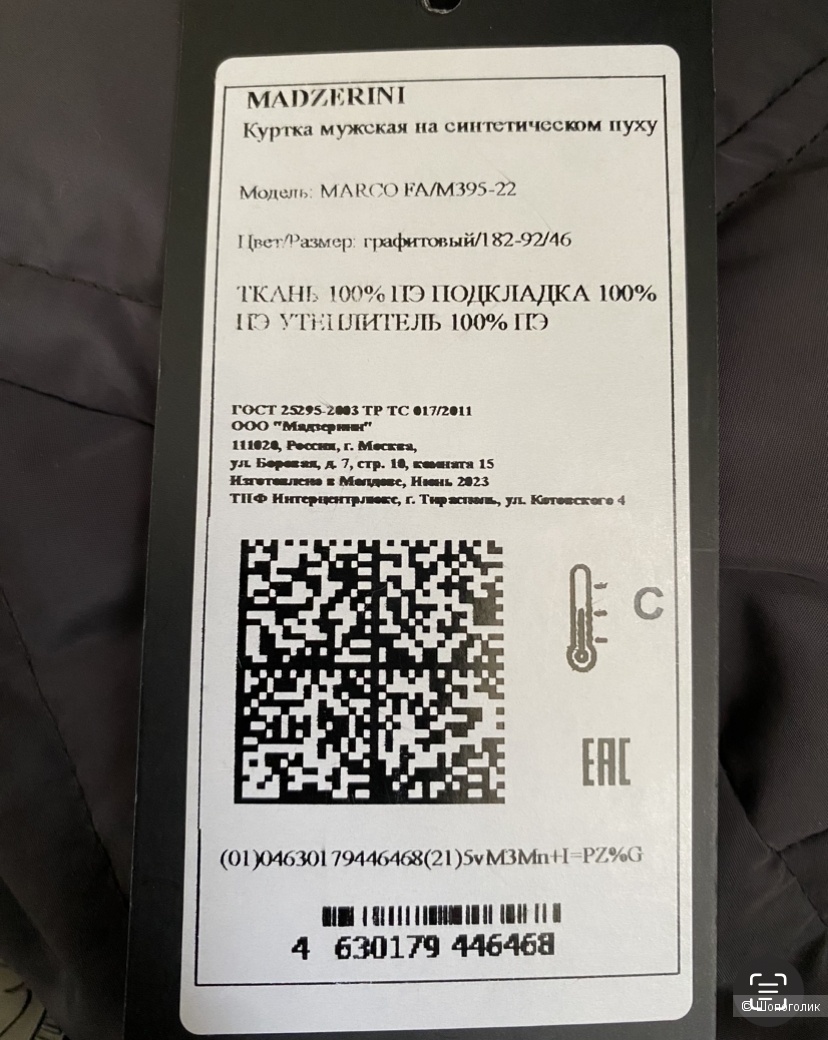 MADZERINI
Куртка мужская на синтетическом пуху
Модель: MARCO FA/M395-22
Цвет/Размер: графитовый/182-92/46
ТКАНЬ 100% ПЭ ПОДКЛАДКА 100%
ПЭ УТЕПЛИТЕЛЬ 100% ПЭ
ГОСТ 25295-2003 ТР ТС 017/2011
ООО "Мадзерини"
111020, Россия, г. Москва,
ул. Боровая, д. 7, стр. 10, комната 15
Изготовлено в Молдове, Июнь 2023
ТПФ Интерцентрлюкс, г. Тирасполь, ул. Котовского 4
C
EAC
(01)04630179446468(21)5vM3Mn+I=PZ%G
4 630179 446468
© Шопоголик